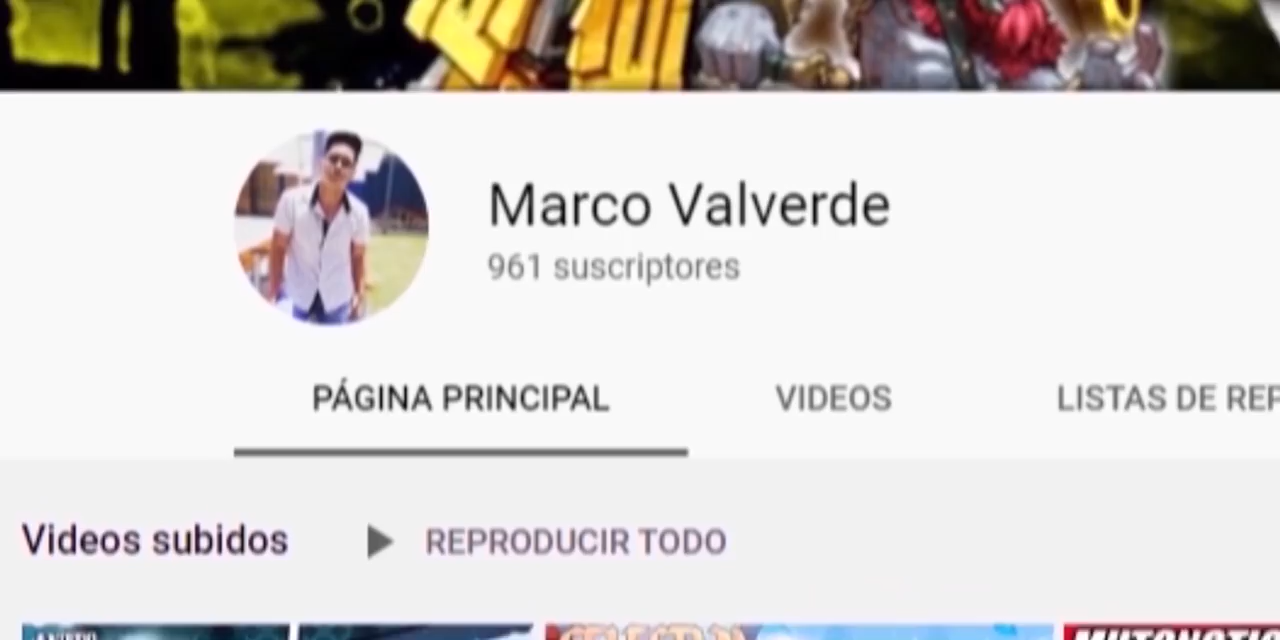 Marco Valverde
961 suscriptores
PÁGINA PRINCIPAL VIDEOS LISTAS DE REP
Videos subidos REPRODUCIR TODO